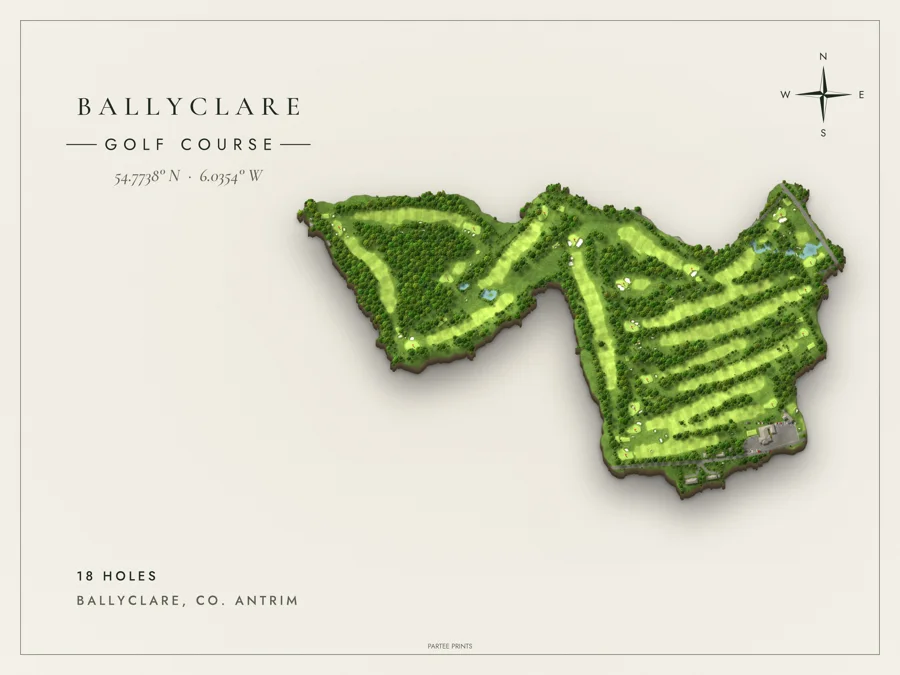 BALLYCLARE
GOLF COURSE
54.7738° N · 6.0354° W
N
W E
S
18 HOLES
BALLYCLARE, CO. ANTRIM
PARTEE PRINTS